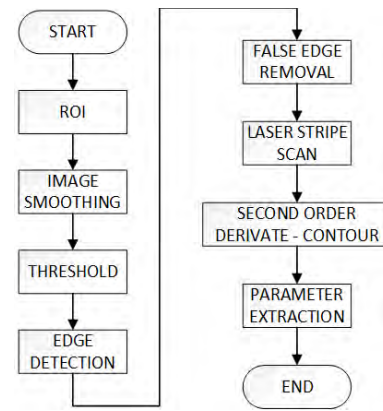 START
ROI
IMAGE
SMOOTHING
THRESHOLD
EDGE
DETECTION
FALSE EDGE
REMOVAL
LASER STRIPE
SCAN
SECOND ORDER
DERIVATE - CONTOUR
PARAMETER
EXTRACTION
END